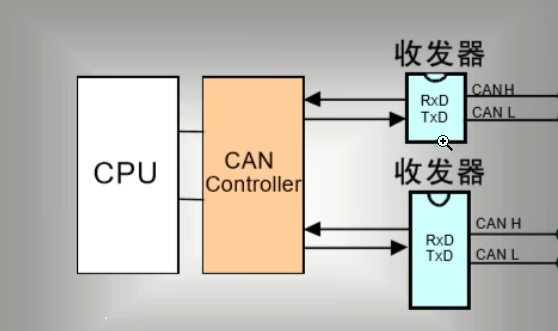 收发器
RxD
TxD
CANH
CAN L
CPU
CAN
Controller
收发器
RxD
TxD
CAN H
CAN L